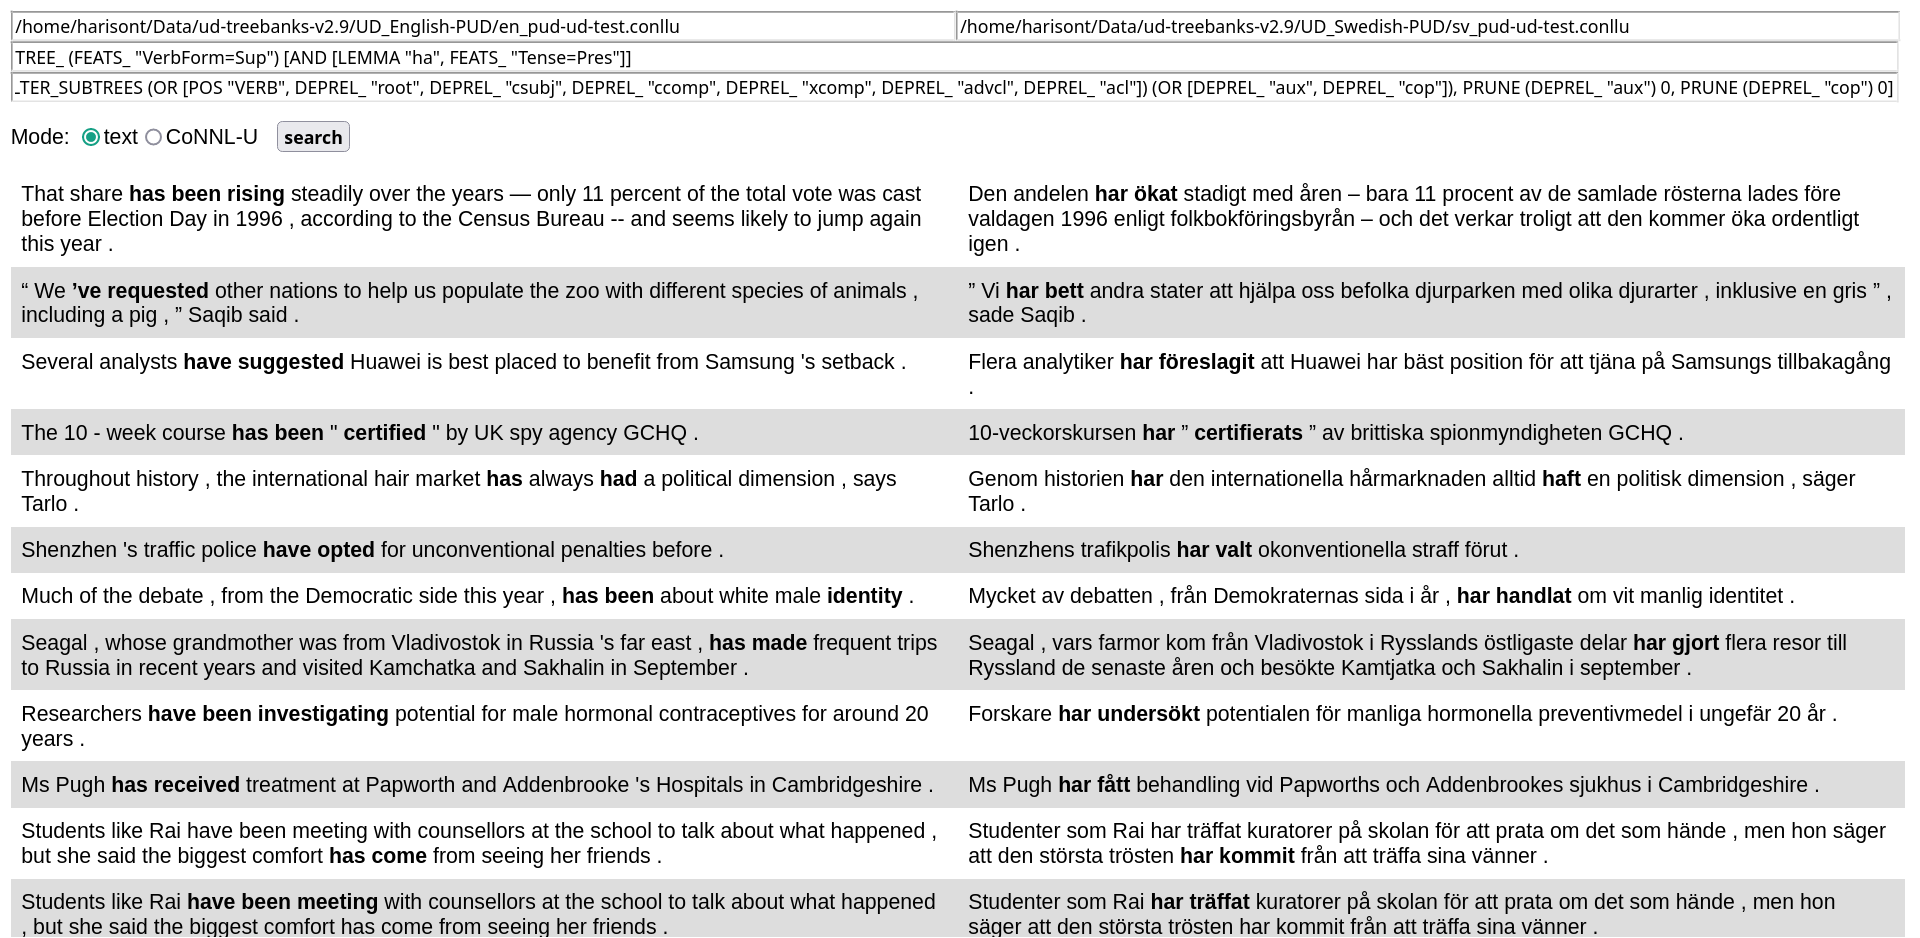 /home/harisont/Data/ud-treebanks-v2.9/UD_English-PUD/en_pud-ud-test.conllu
/home/harisont/Data/ud-treebanks-v2.9/UD_Swedish-PUD/sv_pud-ud-test.conllu
TREE_ (FEATS_ "VerbForm=Sup") [AND [LEMMA "ha", FEATS_ "Tense=Pres"]]
LTER_SUBTREES (OR [POS "VERB", DEPREL_ "root", DEPREL_ "csubj", DEPREL_ "ccomp", DEPREL_ "xcomp", DEPREL_ "advcl", DEPREL_ "acl"]) (OR [DEPREL_ "aux", DEPREL_ "cop"]), PRUNE (DEPREL_ "aux") 0, PRUNE (DEPREL_ "cop") 0]
Mode: text CoNLL-U search
That share has been rising steadily over the years — only 11 percent of the total vote was cast
before Election Day in 1996 , according to the Census Bureau -- and seems likely to jump again
this year .
Den andelen har ökat stadigt med åren – bara 11 procent av de samlade rösterna lades före
valdagen 1996 enligt folkbokföringsbyrån – och det verkar troligt att den kommer öka ordentligt
igen .
“ We ’ve requested other nations to help us populate the zoo with different species of animals ,
including a pig , ” Saqib said .
” Vi har bett andra stater att hjälpa oss befolka djurparken med olika djurarter , inklusive en gris ” ,
sade Saqib .
Several analysts have suggested Huawei is best placed to benefit from Samsung 's setback .
Flera analytiker har föreslagit att Huawei har bäst position för att tjäna på Samsungs tillbakagång
.
The 10 - week course has been " certified " by UK spy agency GCHQ .
10-veckorskursen har ” certifierats ” av brittiska spionmyndigheten GCHQ .
Throughout history , the international hair market has always had a political dimension , says
Tarlo .
Genom historien har den internationella hårmarknaden alltid haft en politisk dimension , säger
Tarlo .
Shenzhen 's traffic police have opted for unconventional penalties before .
Shenzhens trafikpolis har valt okonventionella straff förut .
Much of the debate , from the Democratic side this year , has been about white male identity .
Mycket av debatten , från Demokraternas sida i år , har handlat om vit manlig identitet .
Seagal , whose grandmother was from Vladivostok in Russia 's far east , has made frequent trips
to Russia in recent years and visited Kamchatka and Sakhalin in September .
Seagal , vars farmor kom från Vladivostok i Rysslands östligaste delar har gjort flera resor till
Ryssland de senaste åren och besökte Kamtjatka och Sakhalin i september .
Researchers have been investigating potential for male hormonal contraceptives for around 20
years .
Forskare har undersökt potentialen för manliga hormonella preventivmedel i ungefär 20 år .
Ms Pugh has received treatment at Papworth and Addenbrooke 's Hospitals in Cambridgeshire .
Ms Pugh har fått behandling vid Papworths och Addenbrookes sjukhus i Cambridgeshire .
Students like Rai have been meeting with counsellors at the school to talk about what happened ,
but she said the biggest comfort has come from seeing her friends .
Studenter som Rai har träffat kuratorer på skolan för att prata om det som hände , men hon säger
att den största trösten har kommit från att träffa sina vänner .
Students like Rai have been meeting with counsellors at the school to talk about what happened
, but she said the biggest comfort has come from seeing her friends .
Studenter som Rai har träffat kuratorer på skolan för att prata om det som hände , men hon
säger att den största trösten har kommit från att träffa sina vänner .